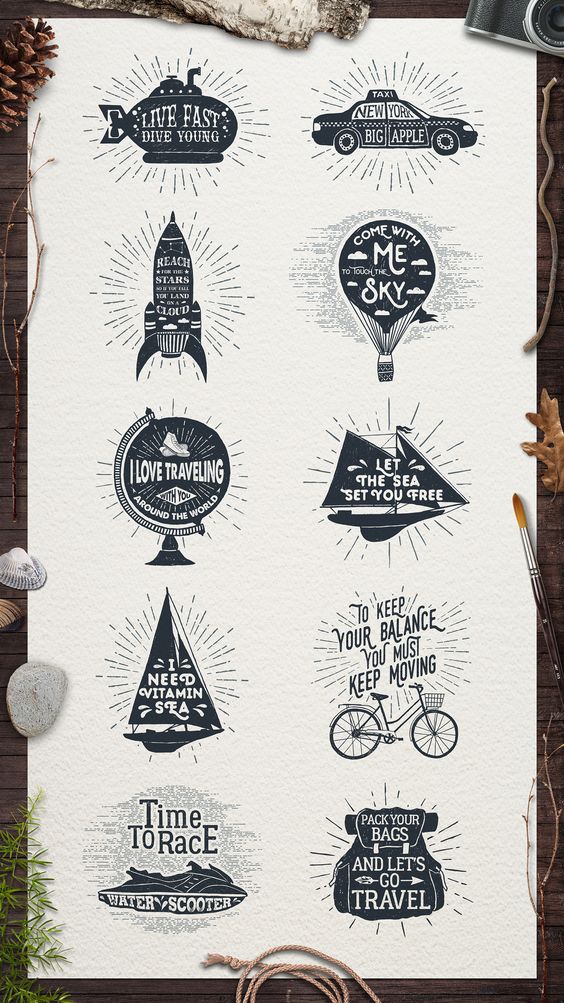 LIVE FAST
DIVE YOUNG
TAXI
NEW YORK
BIG APPLE
REACH
FOR THE
STARS
SO IF YOU FALL
YOU LAND
ON A
CLOUD
COME WITH
ME
TO TOUCH THE
SKY
I LOVE TRAVELING
WITH YOU
AROUND THE WORLD
LET
THE SEA
SET YOU FREE
I
NEED
VITAMIN
SEA
TO KEEP
YOUR BALANCE
YOU MUST
KEEP MOVING
Time
To Race
WATER SCOOTER
PACK YOUR
BAGS
AND LET'S
GO
TRAVEL